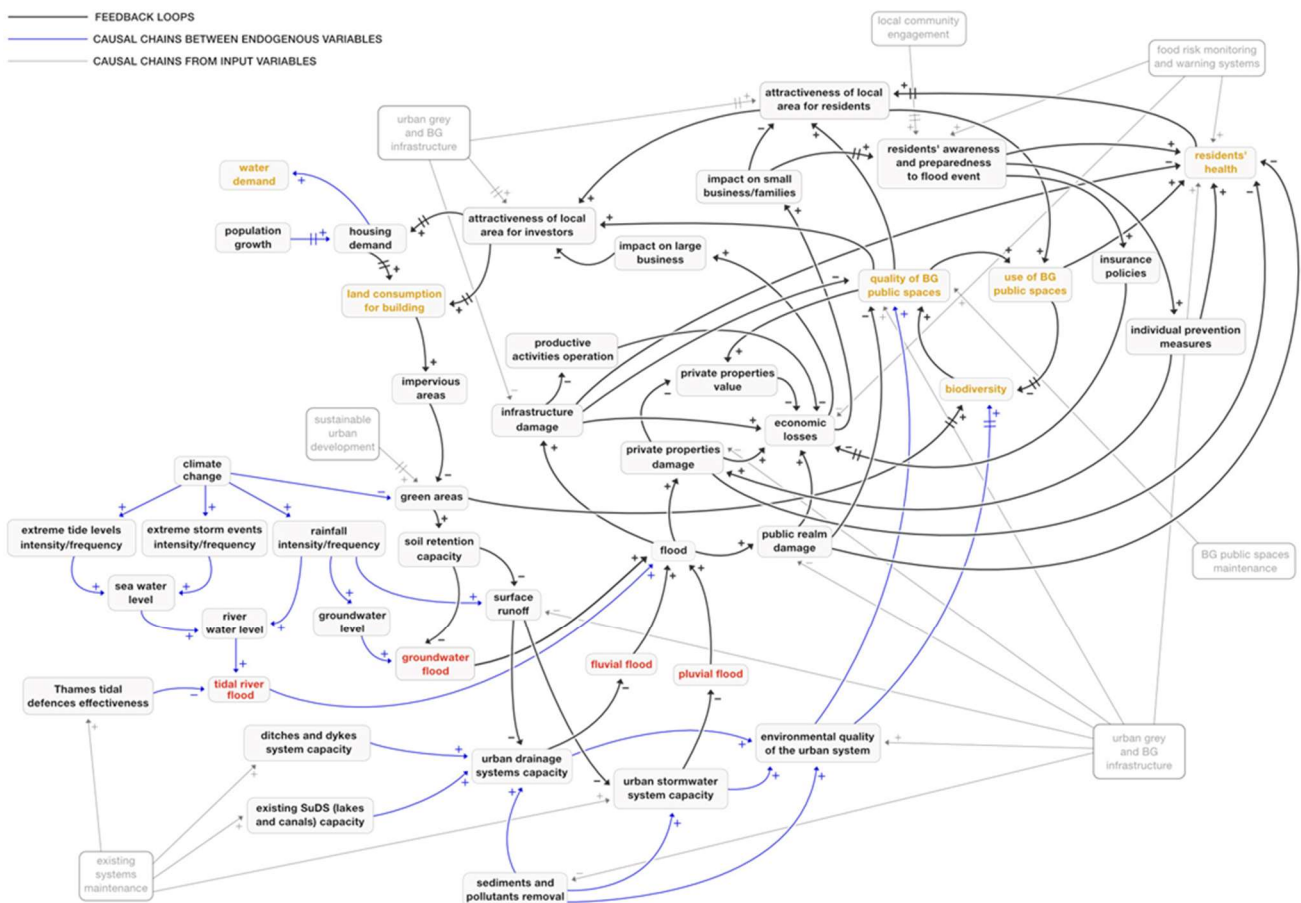 FEEDBACK LOOPS
CAUSAL CHAINS BETWEEN ENDOGENOUS VARIABLES
CAUSAL CHAINS FROM INPUT VARIABLES
local community
engagement
food risk monitoring
and warning systems
attractiveness of local
area for residents
urban grey
and BG
infrastructure
residents' awareness
and preparedness
to flood event
residents'
health
water
demand
impact on small
business/families
population
growth
housing
demand
attractiveness of local
area for investors
impact on large
business
insurance
policies
quality of BG
public spaces
use of BG
public spaces
land consumption
for building
individual prevention
measures
productive
activities operation
private properties
value
impervious
areas
biodiversity
infrastructure
damage
economic
losses
sustainable
urban
development
private properties
damage
climate
change
green areas
extreme tide levels
intensity/frequency
extreme storm events
intensity/frequency
rainfall
intensity/frequency
soil retention
capacity
flood
public realm
damage
BG public spaces
maintenance
sea water
level
river
water level
groundwater
level
surface
runoff
groundwater
flood
fluvial flood
pluvial flood
Thames tidal
defences effectiveness
tidal river
flood
ditches and dykes
system capacity
urban drainage
systems capacity
environmental quality
of the urban system
urban grey
and BG
infrastructure
urban stormwater
system capacity
existing SuDS (lakes
and canals) capacity
existing
systems
maintenance
sediments and
pollutants removal